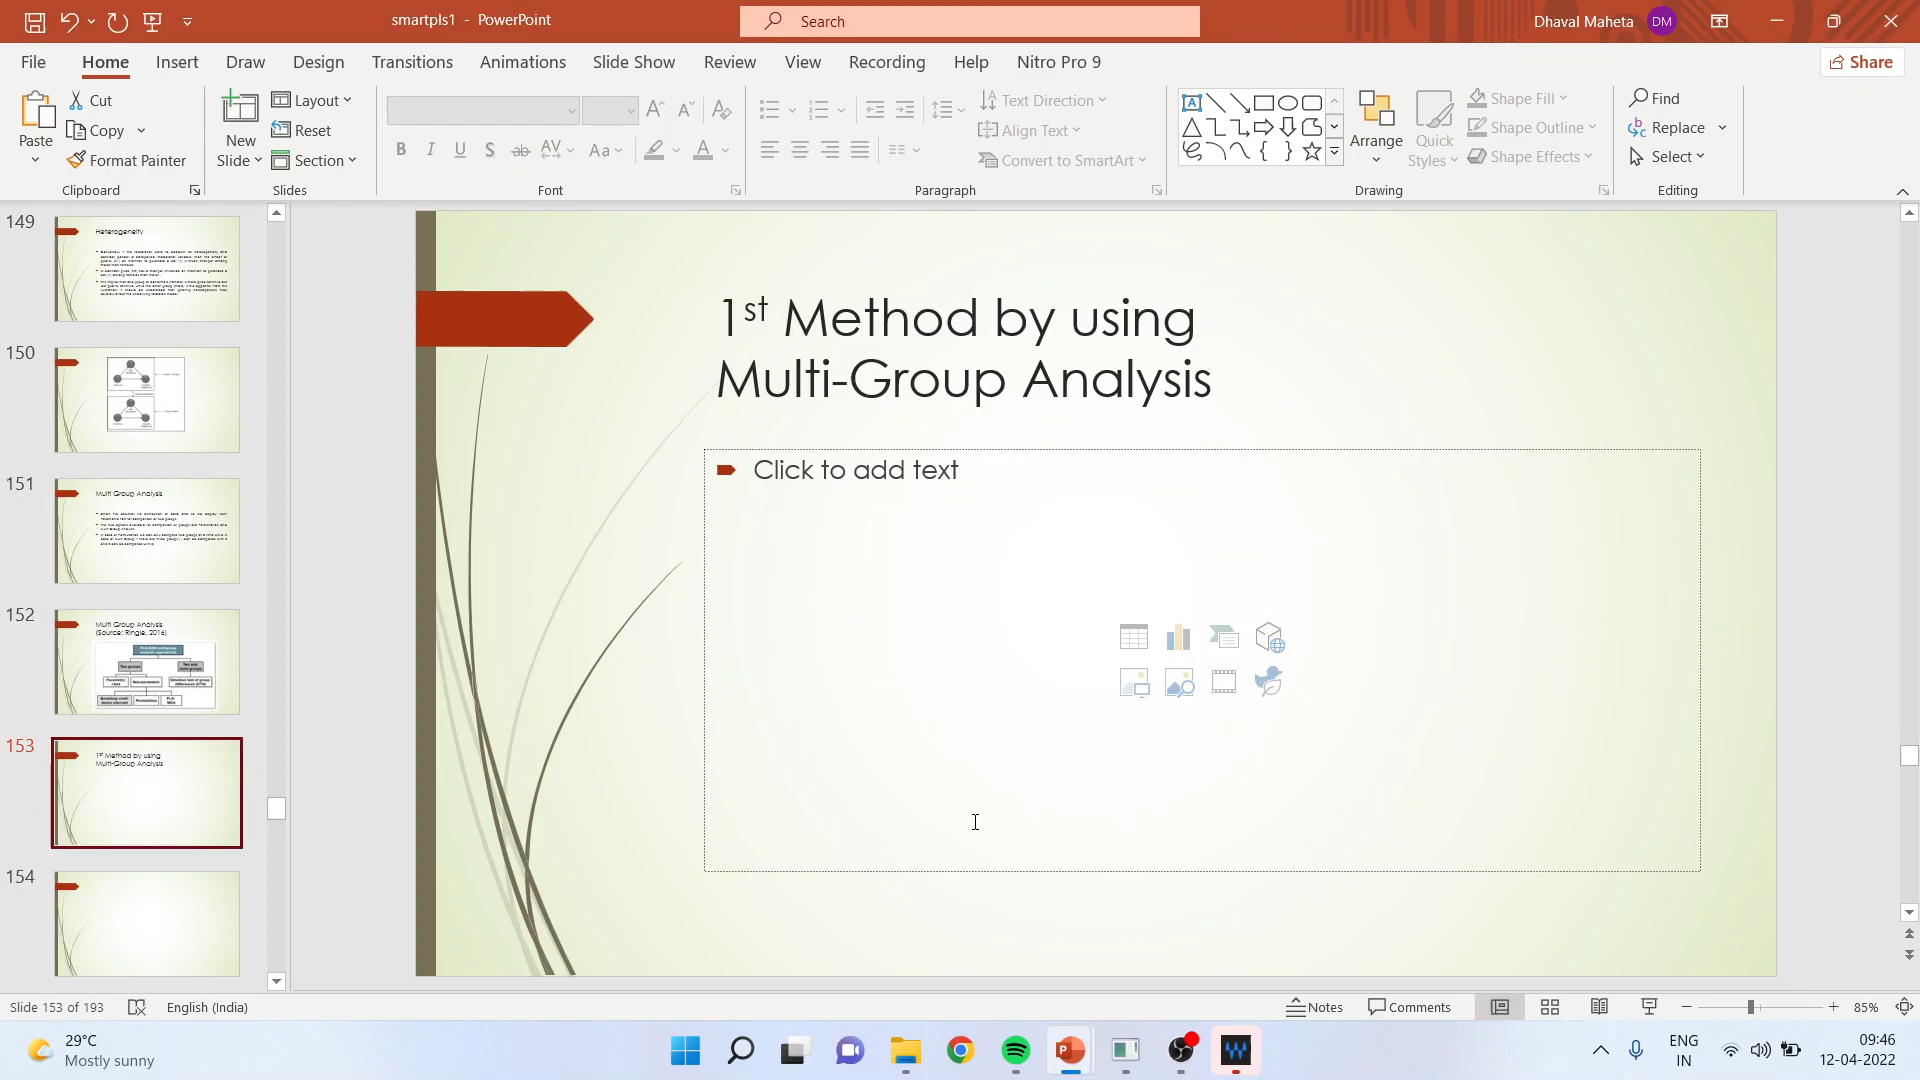 smartpls1 - PowerPoint
Search
Dhaval Maheta DM
File Home Insert Draw Design Transitions Animations Slide Show Review View Recording Help Nitro Pro 9
Share
Paste
Cut
Copy
Format Painter
Clipboard
New Slide
Layout
Reset
Section
Slides
Font
Text Direction
Align Text
Convert to SmartArt
Paragraph
Arrange
Quick Styles
Shape Fill
Shape Outline
Shape Effects
Drawing
Find
Replace
Select
Editing
149
Heterogeneity
150
151
Multi Group Analysis
152
Multi Group Analysis
(Source: Ringle, 2016)
153
1st Method by using
Multi-Group Analysis
154
1st Method by using
Multi-Group Analysis
Click to add text
Slide 153 of 193
English (India)
Notes
Comments
85%
29°C
Mostly sunny
ENG
IN
09:46
12-04-2022